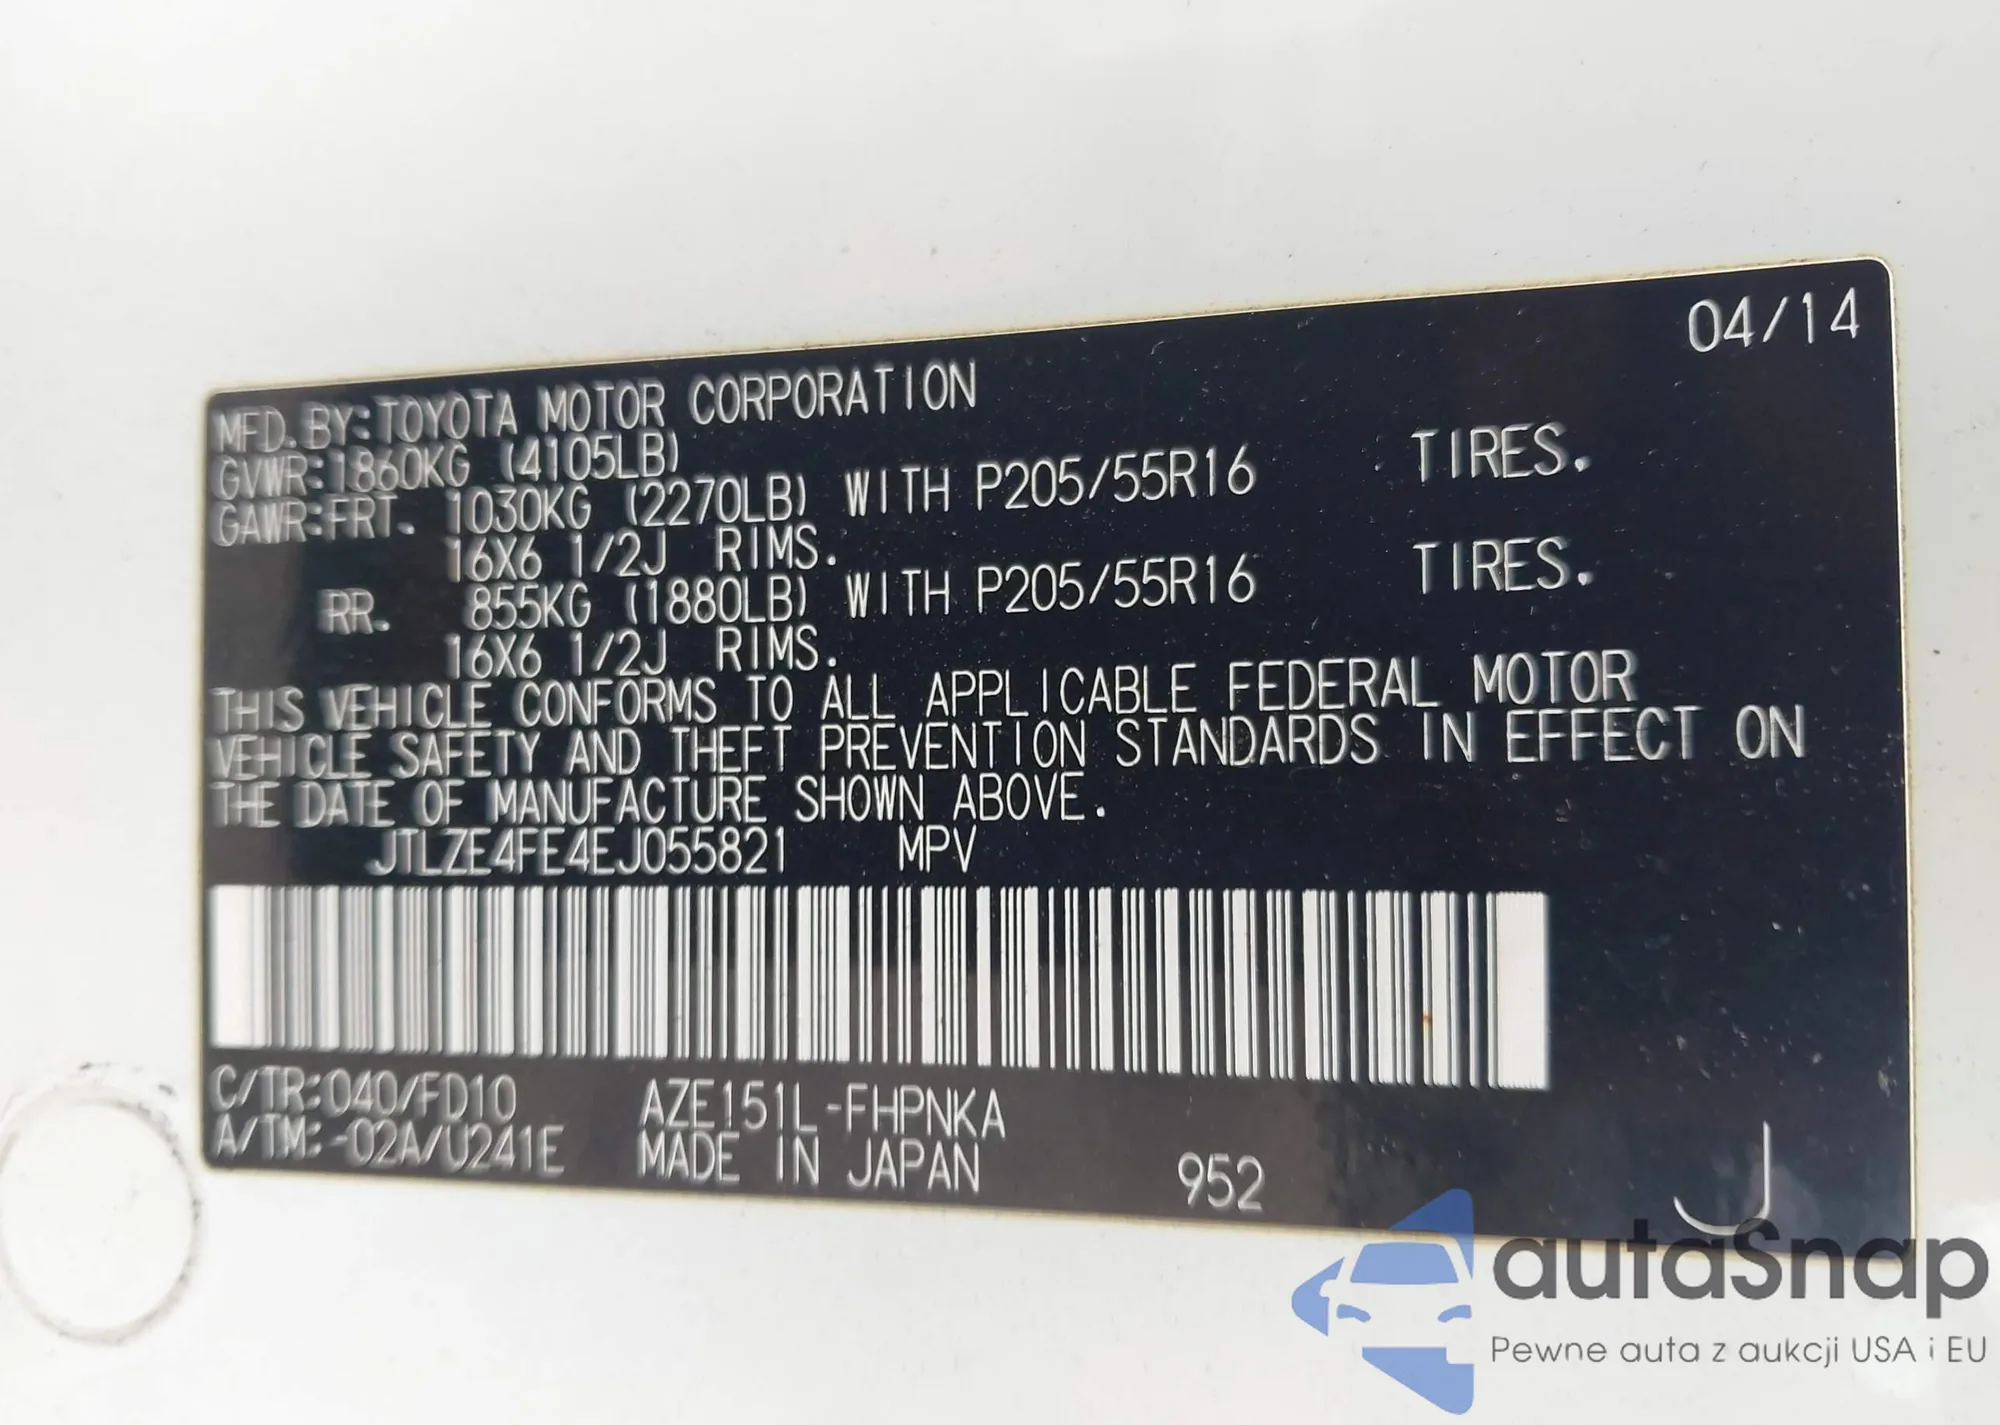 04/14
MFD. BY: TOYOTA MOTOR CORPORATION
GVWR: 1860KG (4105LB)
GAWR: FRT. 1030KG (2270LB) WITH P205/55R16 TIRES.
16X6 1/2J RIMS.
RR. 855KG (1880LB) WITH P205/55R16 TIRES.
16X6 1/2J RIMS.
THIS VEHICLE CONFORMS TO ALL APPLICABLE FEDERAL MOTOR
VEHICLE SAFETY AND THEFT PREVENTION STANDARDS IN EFFECT ON
THE DATE OF MANUFACTURE SHOWN ABOVE.
JTLZE4FE4EJ055821 MPV
C/TR: 040/FD10 AZE151L-FHPNKA
A/TM: -02A/U241E MADE IN JAPAN 952 J
autaSnap
Pewne auta z aukcji USA i EU